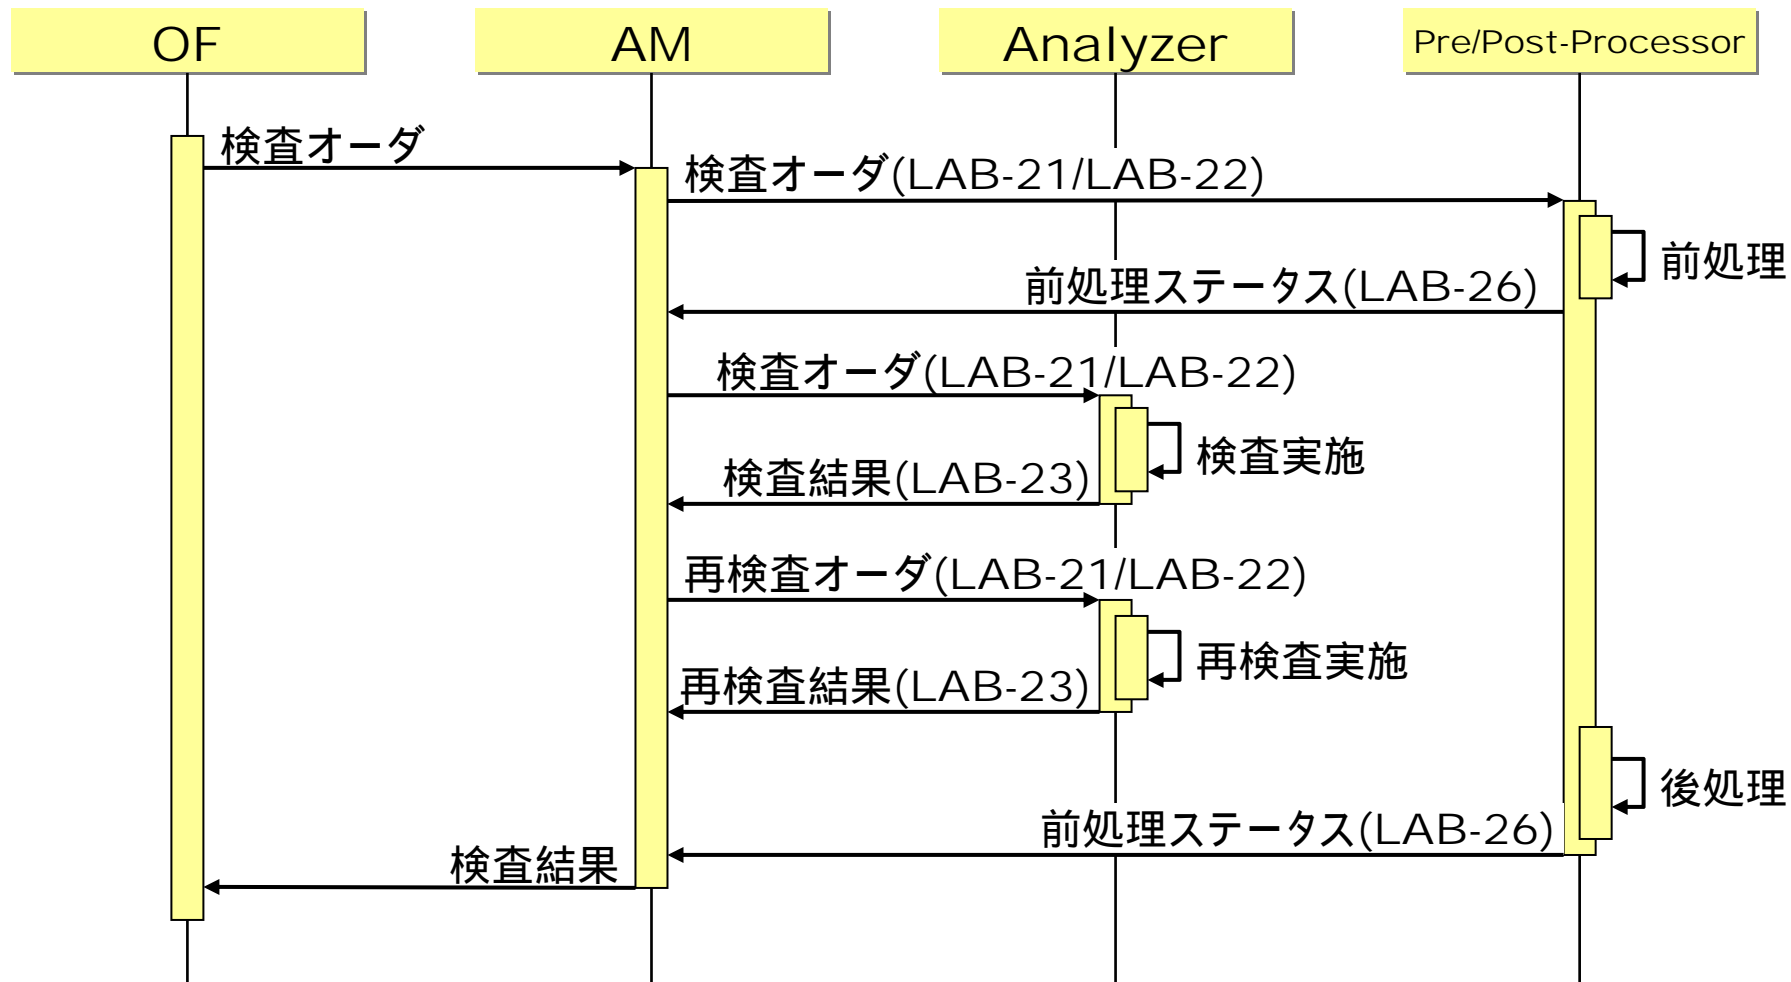 OF
AM
Analyzer
Pre/Post-Processor
検査オーダ
検査オーダ(LAB-21/LAB-22)
前処理
前処理ステータス(LAB-26)
検査オーダ(LAB-21/LAB-22)
検査実施
検査結果(LAB-23)
再検査オーダ(LAB-21/LAB-22)
再検査実施
再検査結果(LAB-23)
後処理
前処理ステータス(LAB-26)
検査結果